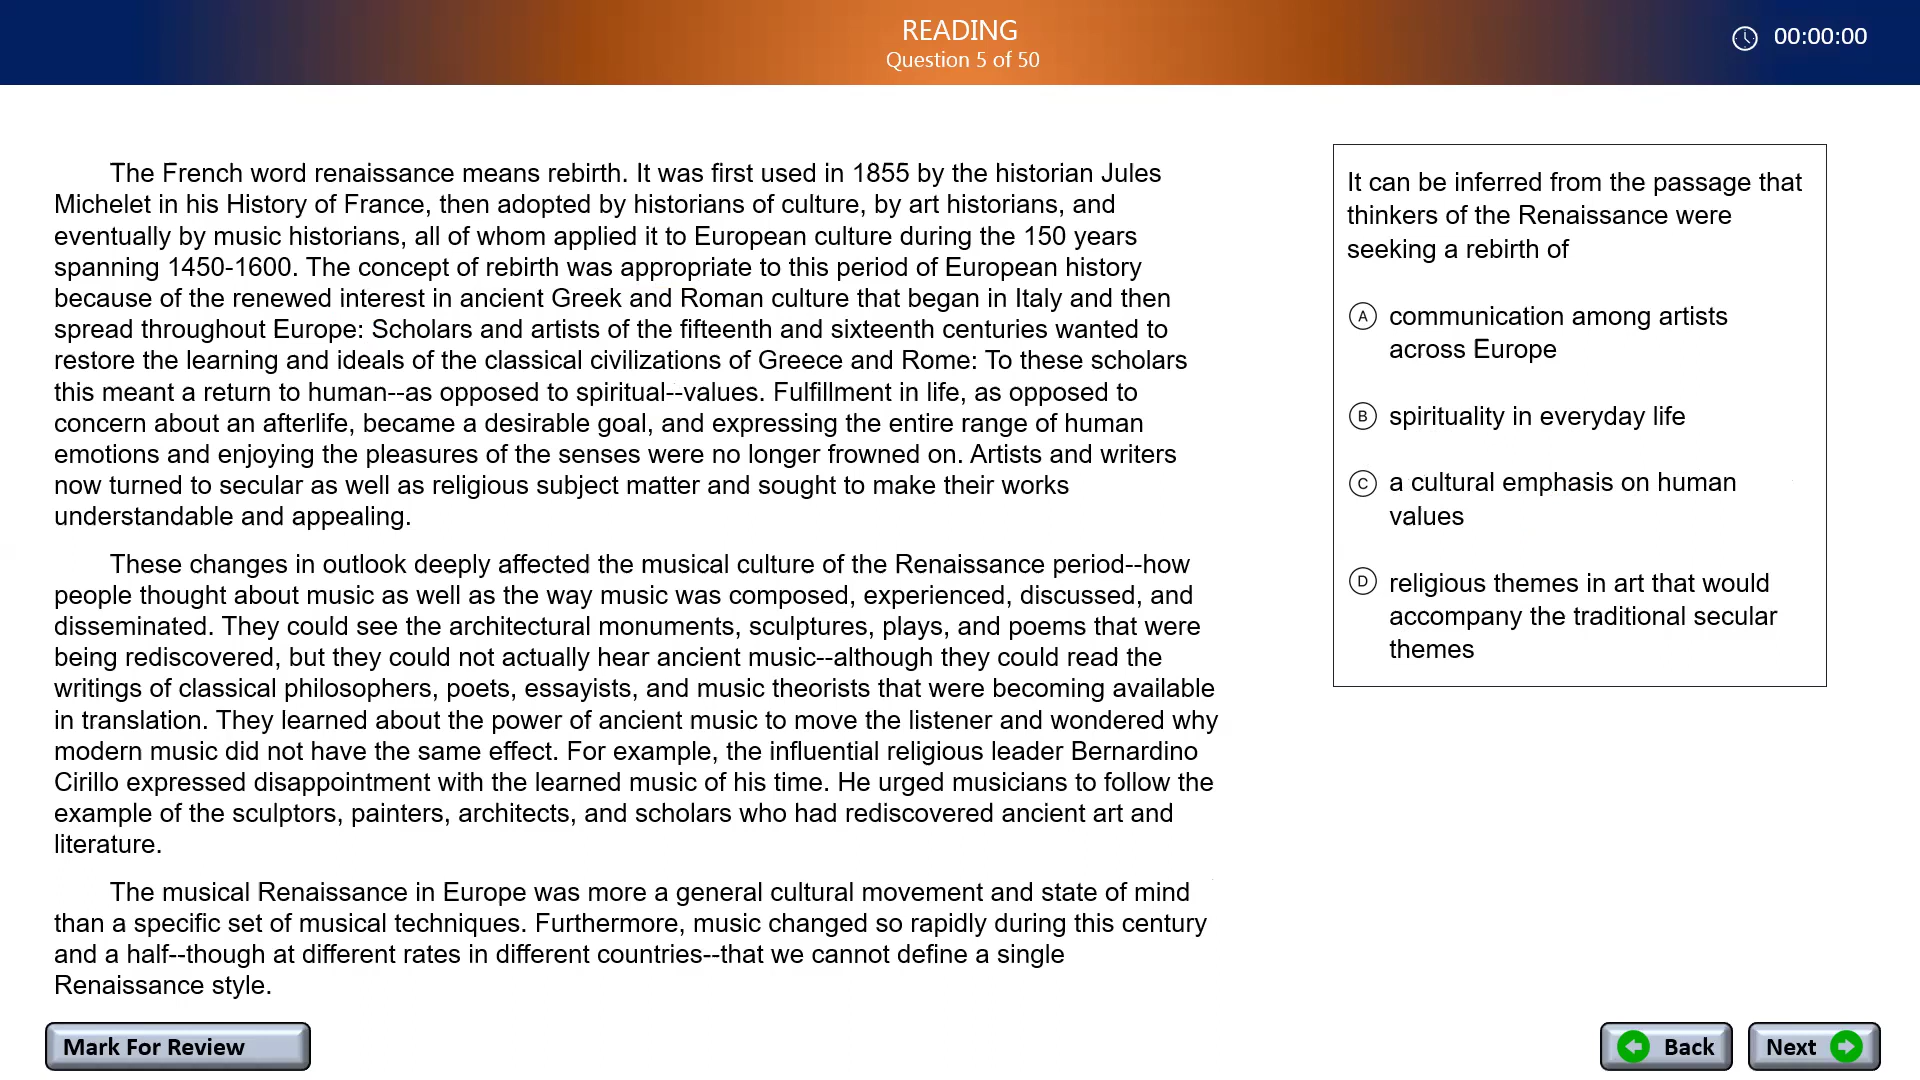 READING
Question 5 of 50
00:00:00
The French word renaissance means rebirth. It was first used in 1855 by the historian Jules
Michelet in his History of France, then adopted by historians of culture, by art historians, and
eventually by music historians, all of whom applied it to European culture during the 150 years
spanning 1450-1600. The concept of rebirth was appropriate to this period of European history
because of the renewed interest in ancient Greek and Roman culture that began in Italy and then
spread throughout Europe: Scholars and artists of the fifteenth and sixteenth centuries wanted to
restore the learning and ideals of the classical civilizations of Greece and Rome: To these scholars
this meant a return to human--as opposed to spiritual--values. Fulfillment in life, as opposed to
concern about an afterlife, became a desirable goal, and expressing the entire range of human
emotions and enjoying the pleasures of the senses were no longer frowned on. Artists and writers
now turned to secular as well as religious subject matter and sought to make their works
understandable and appealing.
These changes in outlook deeply affected the musical culture of the Renaissance period--how
people thought about music as well as the way music was composed, experienced, discussed, and
disseminated. They could see the architectural monuments, sculptures, plays, and poems that were
being rediscovered, but they could not actually hear ancient music--although they could read the
writings of classical philosophers, poets, essayists, and music theorists that were becoming available
in translation. They learned about the power of ancient music to move the listener and wondered why
modern music did not have the same effect. For example, the influential religious leader Bernardino
Cirillo expressed disappointment with the learned music of his time. He urged musicians to follow the
example of the sculptors, painters, architects, and scholars who had rediscovered ancient art and
literature.
The musical Renaissance in Europe was more a general cultural movement and state of mind
than a specific set of musical techniques. Furthermore, music changed so rapidly during this century
and a half--though at different rates in different countries--that we cannot define a single
Renaissance style.
It can be inferred from the passage that
thinkers of the Renaissance were
seeking a rebirth of
A communication among artists
across Europe
B spirituality in everyday life
C a cultural emphasis on human
values
D religious themes in art that would
accompany the traditional secular
themes
Mark For Review
Back
Next